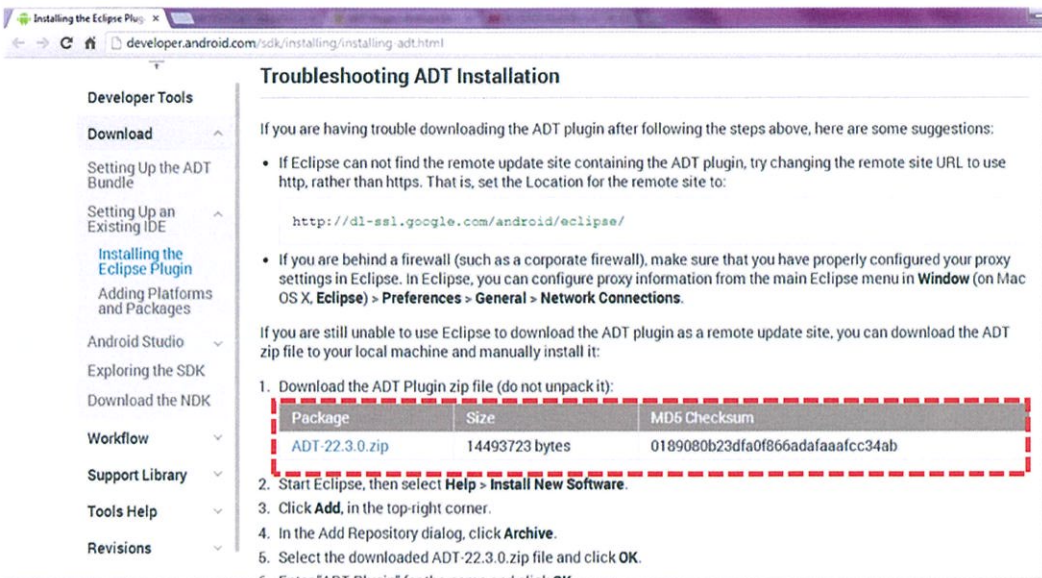 Installing the Eclipse Plug
developer.android.com/sdk/installing/installing-adt.html
Developer Tools
Download
Setting Up the ADT
Bundle
Setting Up an
Existing IDE
Installing the
Eclipse Plugin
Adding Platforms
and Packages
Android Studio
Exploring the SDK
Download the NDK
Workflow
Support Library
Tools Help
Revisions
Troubleshooting ADT Installation
If you are having trouble downloading the ADT plugin after following the steps above, here are some suggestions:
• If Eclipse can not find the remote update site containing the ADT plugin, try changing the remote site URL to use
http, rather than https. That is, set the Location for the remote site to:
http://dl-ssl.google.com/android/eclipse/
• If you are behind a firewall (such as a corporate firewall), make sure that you have properly configured your proxy
settings in Eclipse. In Eclipse, you can configure proxy information from the main Eclipse menu in Window (on Mac
OS X, Eclipse) > Preferences > General > Network Connections.
If you are still unable to use Eclipse to download the ADT plugin as a remote update site, you can download the ADT
zip file to your local machine and manually install it:
1. Download the ADT Plugin zip file (do not unpack it):
Package Size MD5 Checksum
ADT-22.3.0.zip 14493723 bytes 0189080b23dfa0f866adafaaafcc34ab
2. Start Eclipse, then select Help > Install New Software.
3. Click Add, in the top-right corner.
4. In the Add Repository dialog, click Archive.
5. Select the downloaded ADT-22.3.0.zip file and click OK.